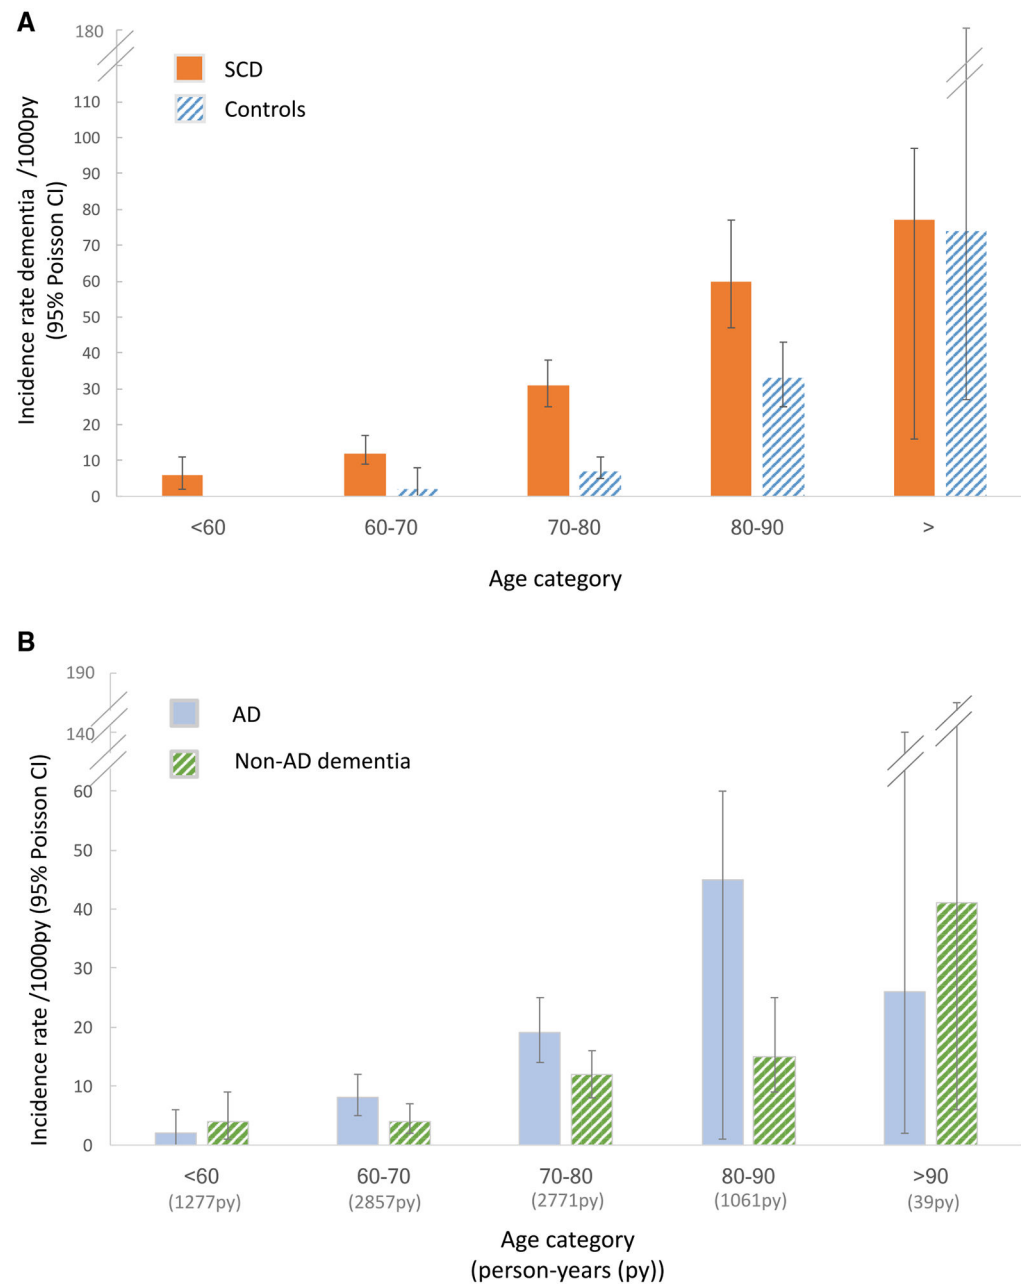 A
180
110
100
90
80
70
60
50
40
30
20
10
0
Incidence rate dementia /1000py
(95% Poisson CI)
SCD
Controls
<60 60-70 70-80 80-90 >
Age category
B
190
140
60
50
40
30
20
10
0
Incidence rate /1000py (95% Poisson CI)
AD
Non-AD dementia
<60 60-70 70-80 80-90 >90
(1277py) (2857py) (2771py) (1061py) (39py)
Age category
(person-years (py))